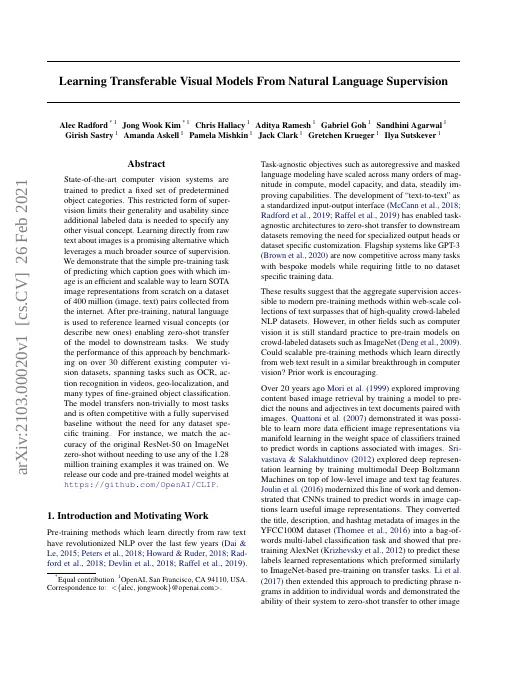 arXiv:2103.00020v1 [cs.CV] 26 Feb 2021
Learning Transferable Visual Models From Natural Language Supervision
Alec Radford * 1 Jong Wook Kim * 1 Chris Hallacy 1 Aditya Ramesh 1 Gabriel Goh 1 Sandhini Agarwal 1
Girish Sastry 1 Amanda Askell 1 Pamela Mishkin 1 Jack Clark 1 Gretchen Krueger 1 Ilya Sutskever 1
Abstract
State-of-the-art computer vision systems are
trained to predict a fixed set of predetermined
object categories. This restricted form of super-
vision limits their generality and usability since
additional labeled data is needed to specify any
other visual concept. Learning directly from raw
text about images is a promising alternative which
leverages a much broader source of supervision.
We demonstrate that the simple pre-training task
of predicting which caption goes with which im-
age is an efficient and scalable way to learn SOTA
image representations from scratch on a dataset
of 400 million (image, text) pairs collected from
the internet. After pre-training, natural language
is used to reference learned visual concepts (or
describe new ones) enabling zero-shot transfer
of the model to downstream tasks. We study
the performance of this approach by benchmark-
ing on over 30 different existing computer vi-
sion datasets, spanning tasks such as OCR, ac-
tion recognition in videos, geo-localization, and
many types of fine-grained object classification.
The model transfers non-trivially to most tasks
and is often competitive with a fully supervised
baseline without the need for any dataset spe-
cific training. For instance, we match the ac-
curacy of the original ResNet-50 on ImageNet
zero-shot without needing to use any of the 1.28
million training examples it was trained on. We
release our code and pre-trained model weights at
https://github.com/OpenAI/CLIP.
1. Introduction and Motivating Work
Pre-training methods which learn directly from raw text
have revolutionized NLP over the last few years (Dai &
Le, 2015; Peters et al., 2018; Howard & Ruder, 2018; Rad-
ford et al., 2018; Devlin et al., 2018; Raffel et al., 2019).
*Equal contribution. 1OpenAI, San Francisco, CA 94110, USA.
Correspondence to: <{alec, jongwook}@openai.com>.
Task-agnostic objectives such as autoregressive and masked
language modeling have scaled across many orders of mag-
nitude in compute, model capacity, and data, steadily im-
proving capabilities. The development of “text-to-text” as
a standardized input-output interface (McCann et al., 2018;
Radford et al., 2019; Raffel et al., 2019) has enabled task-
agnostic architectures to zero-shot transfer to downstream
datasets removing the need for specialized output heads or
dataset specific customization. Flagship systems like GPT-3
(Brown et al., 2020) are now competitive across many tasks
with bespoke models while requiring little to no dataset
specific training data.
These results suggest that the aggregate supervision acces-
sible to modern pre-training methods within web-scale col-
lections of text surpasses that of high-quality crowd-labeled
NLP datasets. However, in other fields such as computer
vision it is still standard practice to pre-train models on
crowd-labeled datasets such as ImageNet (Deng et al., 2009).
Could scalable pre-training methods which learn directly
from web text result in a similar breakthrough in computer
vision? Prior work is encouraging.
Over 20 years ago Mori et al. (1999) explored improving
content based image retrieval by training a model to pre-
dict the nouns and adjectives in text documents paired with
images. Quattoni et al. (2007) demonstrated it was possi-
ble to learn more data efficient image representations via
manifold learning in the weight space of classifiers trained
to predict words in captions associated with images. Sri-
vastava & Salakhutdinov (2012) explored deep represen-
tation learning by training multimodal Deep Boltzmann
Machines on top of low-level image and text tag features.
Joulin et al. (2016) modernized this line of work and demon-
strated that CNNs trained to predict words in image cap-
tions learn useful image representations. They converted
the title, description, and hashtag metadata of images in the
YFCC100M dataset (Thomee et al., 2016) into a bag-of-
words multi-label classification task and showed that pre-
training AlexNet (Krizhevsky et al., 2012) to predict these
labels learned representations which preformed similarly
to ImageNet-based pre-training on transfer tasks. Li et al.
(2017) then extended this approach to predicting phrase n-
grams in addition to individual words and demonstrated the
ability of their system to zero-shot transfer to other image